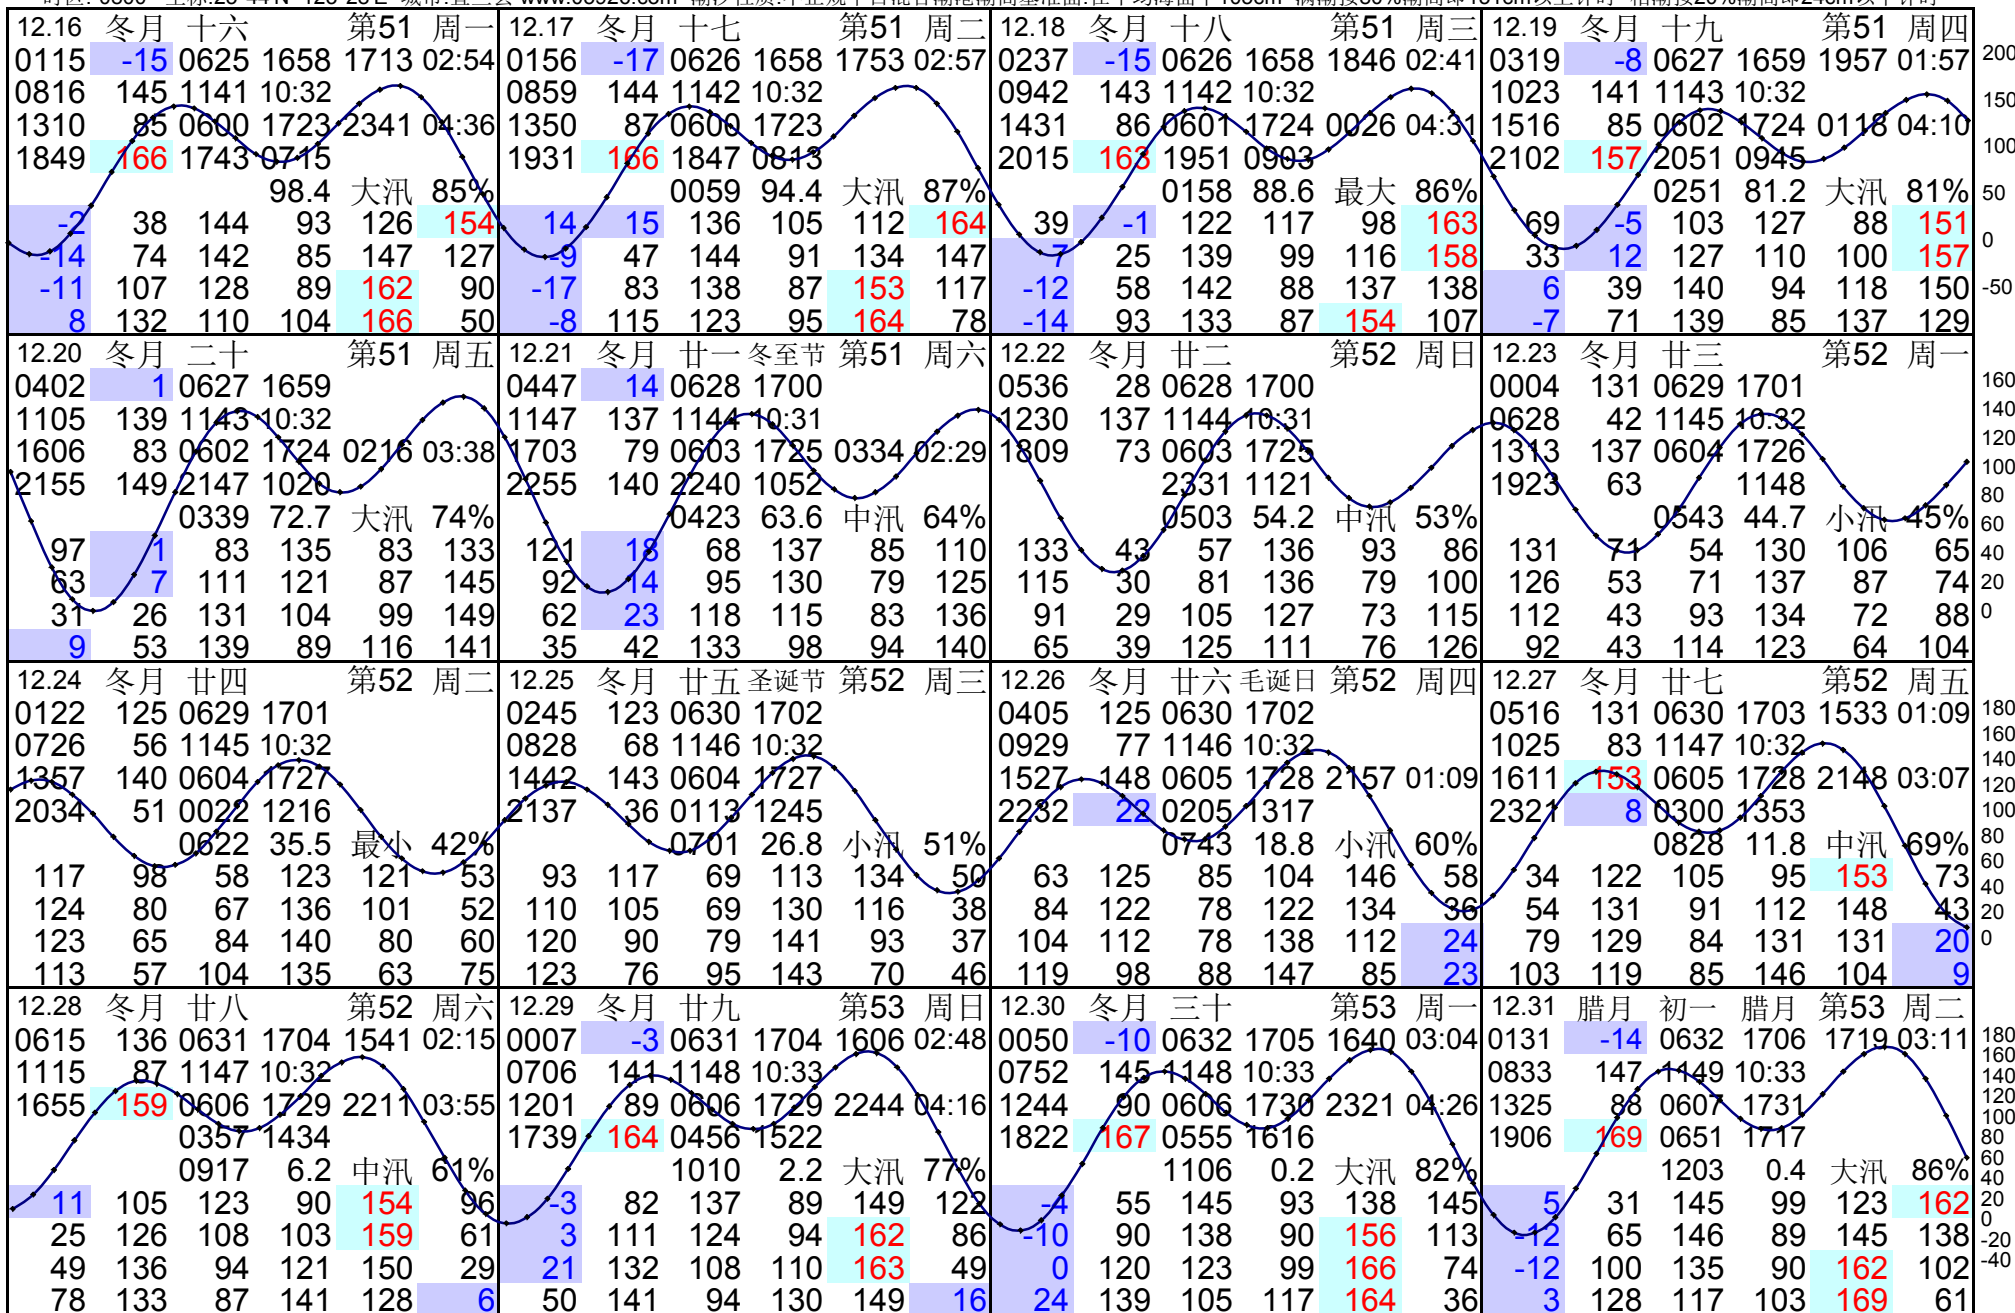 12.16 冬月 十六 第51 周一 12.17 冬月 十七 第51 周二 12.18 冬月 十八 第51 周三 12.19 冬月 十九 第51 周四
0115 -15 0625 1658 1713 02:54 0156 -17 0626 1658 1753 02:57 0237 -15 0626 1658 1846 02:41 0319 -8 0627 1659 1957 01:57 200
0816 145 1141 10:32 0859 144 1142 10:32 0942 143 1142 10:32 1023 141 1143 10:32 150
1310 85 0600 1723 2341 04:36 1350 87 0600 1723 1431 86 0601 1724 0026 04:31 1516 85 0602 1724 0118 04:10
1849 166 1743 0715 1931 166 1847 0813 2015 163 1951 0903 2102 157 2051 0945 100
98.4 大汛 85% 0059 94.4 大汛 87% 0158 88.6 最大 86% 0251 81.2 大汛 81% 50
-2 38 144 93 126 154 14 15 136 105 112 164 39 -1 122 117 98 163 69 -5 103 127 88 151
-14 74 142 85 147 127 -9 47 144 91 134 147 7 25 139 99 116 158 33 12 127 110 100 157 0
-11 107 128 89 162 90 -17 83 138 87 153 117 -12 58 142 88 137 138 6 39 140 94 118 150 -50
8 132 110 104 166 50 -8 115 123 95 164 78 -14 93 133 87 154 107 -7 71 139 85 137 129
12.20 冬月 二十 第51 周五 12.21 冬月 廿一 冬至节 第51 周六 12.22 冬月 廿二 第52 周日 12.23 冬月 廿三 第52 周一
0402 1 0627 1659 0447 14 0628 1700 0536 28 0628 1700 0004 131 0629 1701 160
1105 139 1143 10:32 1147 137 1144 10:31 1230 137 1144 10:31 0628 42 1145 10:32 140
1606 83 0602 1724 0216 03:38 1703 79 0603 1725 0334 02:29 1809 73 0603 1725 1313 137 0604 1726 120
2155 149 2147 1020 2255 140 2240 1052 2331 1121 1923 63 1148 100
0339 72.7 大汛 74% 0423 63.6 中汛 64% 0503 54.2 中汛 53% 0543 44.7 小汛 45% 80 60
97 1 83 135 83 133 121 18 68 137 85 110 133 43 57 136 93 86 131 71 54 130 106 65 40
63 7 111 121 87 145 92 14 95 130 79 125 115 30 81 136 79 100 126 53 71 137 87 74 20
31 26 131 104 99 149 62 23 118 115 83 136 91 29 105 127 73 115 112 43 93 134 72 88 0
9 53 139 89 116 141 35 42 133 98 94 140 65 39 125 111 76 126 92 43 114 123 64 104
12.24 冬月 廿四 第52 周二 12.25 冬月 廿五 圣诞节 第52 周三 12.26 冬月 廿六 毛诞日 第52 周四 12.27 冬月 廿七 第52 周五
0122 125 0629 1701 0245 123 0630 1702 0405 125 0630 1702 0516 131 0630 1703 1533 01:09 180
0726 56 1145 10:32 0828 68 1146 10:32 0929 77 1146 10:32 1025 83 1147 10:32 160 140
1357 140 0604 1727 1442 143 0604 1727 1527 148 0605 1728 2157 01:09 1611 153 0605 1728 2148 03:07 120
2034 51 0022 1216 2137 36 0113 1245 2232 22 0205 1317 2321 8 0300 1353 100
0622 35.5 最小 42% 0701 26.8 小汛 51% 0743 18.8 小汛 60% 0828 11.8 中汛 69% 80 60
117 98 58 123 121 53 93 117 69 113 134 50 63 125 85 104 146 58 34 122 105 95 153 73 40
124 80 67 136 101 52 110 105 69 130 116 38 84 122 78 122 134 36 54 131 91 112 148 43 20
123 65 84 140 80 60 120 90 79 141 93 37 104 112 78 138 112 24 79 129 84 131 131 20 0
113 57 104 135 63 75 123 76 95 143 70 46 119 98 88 147 85 23 103 119 85 146 104 9
12.28 冬月 廿八 第52 周六 12.29 冬月 廿九 第53 周日 12.30 冬月 三十 第53 周一 12.31 腊月 初一 腊月 第53 周二
0615 136 0631 1704 1541 02:15 0007 -3 0631 1704 1606 02:48 0050 -10 0632 1705 1640 03:04 0131 -14 0632 1706 1719 03:11 180 160
1115 87 1147 10:32 0706 141 1148 10:33 0752 145 1148 10:33 0833 147 1149 10:33 140
1655 159 0606 1729 2211 03:55 1201 89 0606 1729 2244 04:16 1244 90 0606 1730 2321 04:26 1325 88 0607 1731 120 100
0357 1434 1739 164 0456 1522 1822 167 0555 1616 1906 169 0651 1717 80
0917 6.2 中汛 61% 1010 2.2 大汛 77% 1106 0.2 大汛 82% 1203 0.4 大汛 86% 60 40
11 105 123 90 154 96 -3 82 137 89 149 122 -4 55 145 93 138 145 5 31 145 99 123 162 20 0
25 126 108 103 159 61 3 111 124 94 162 86 -10 90 138 90 156 113 -12 65 146 89 145 138 -20
49 136 94 121 150 29 21 132 108 110 163 49 0 120 123 99 166 74 -12 100 135 90 162 102 -40
78 133 87 141 128 6 50 141 94 130 149 16 24 139 105 117 164 36 3 128 117 103 169 61